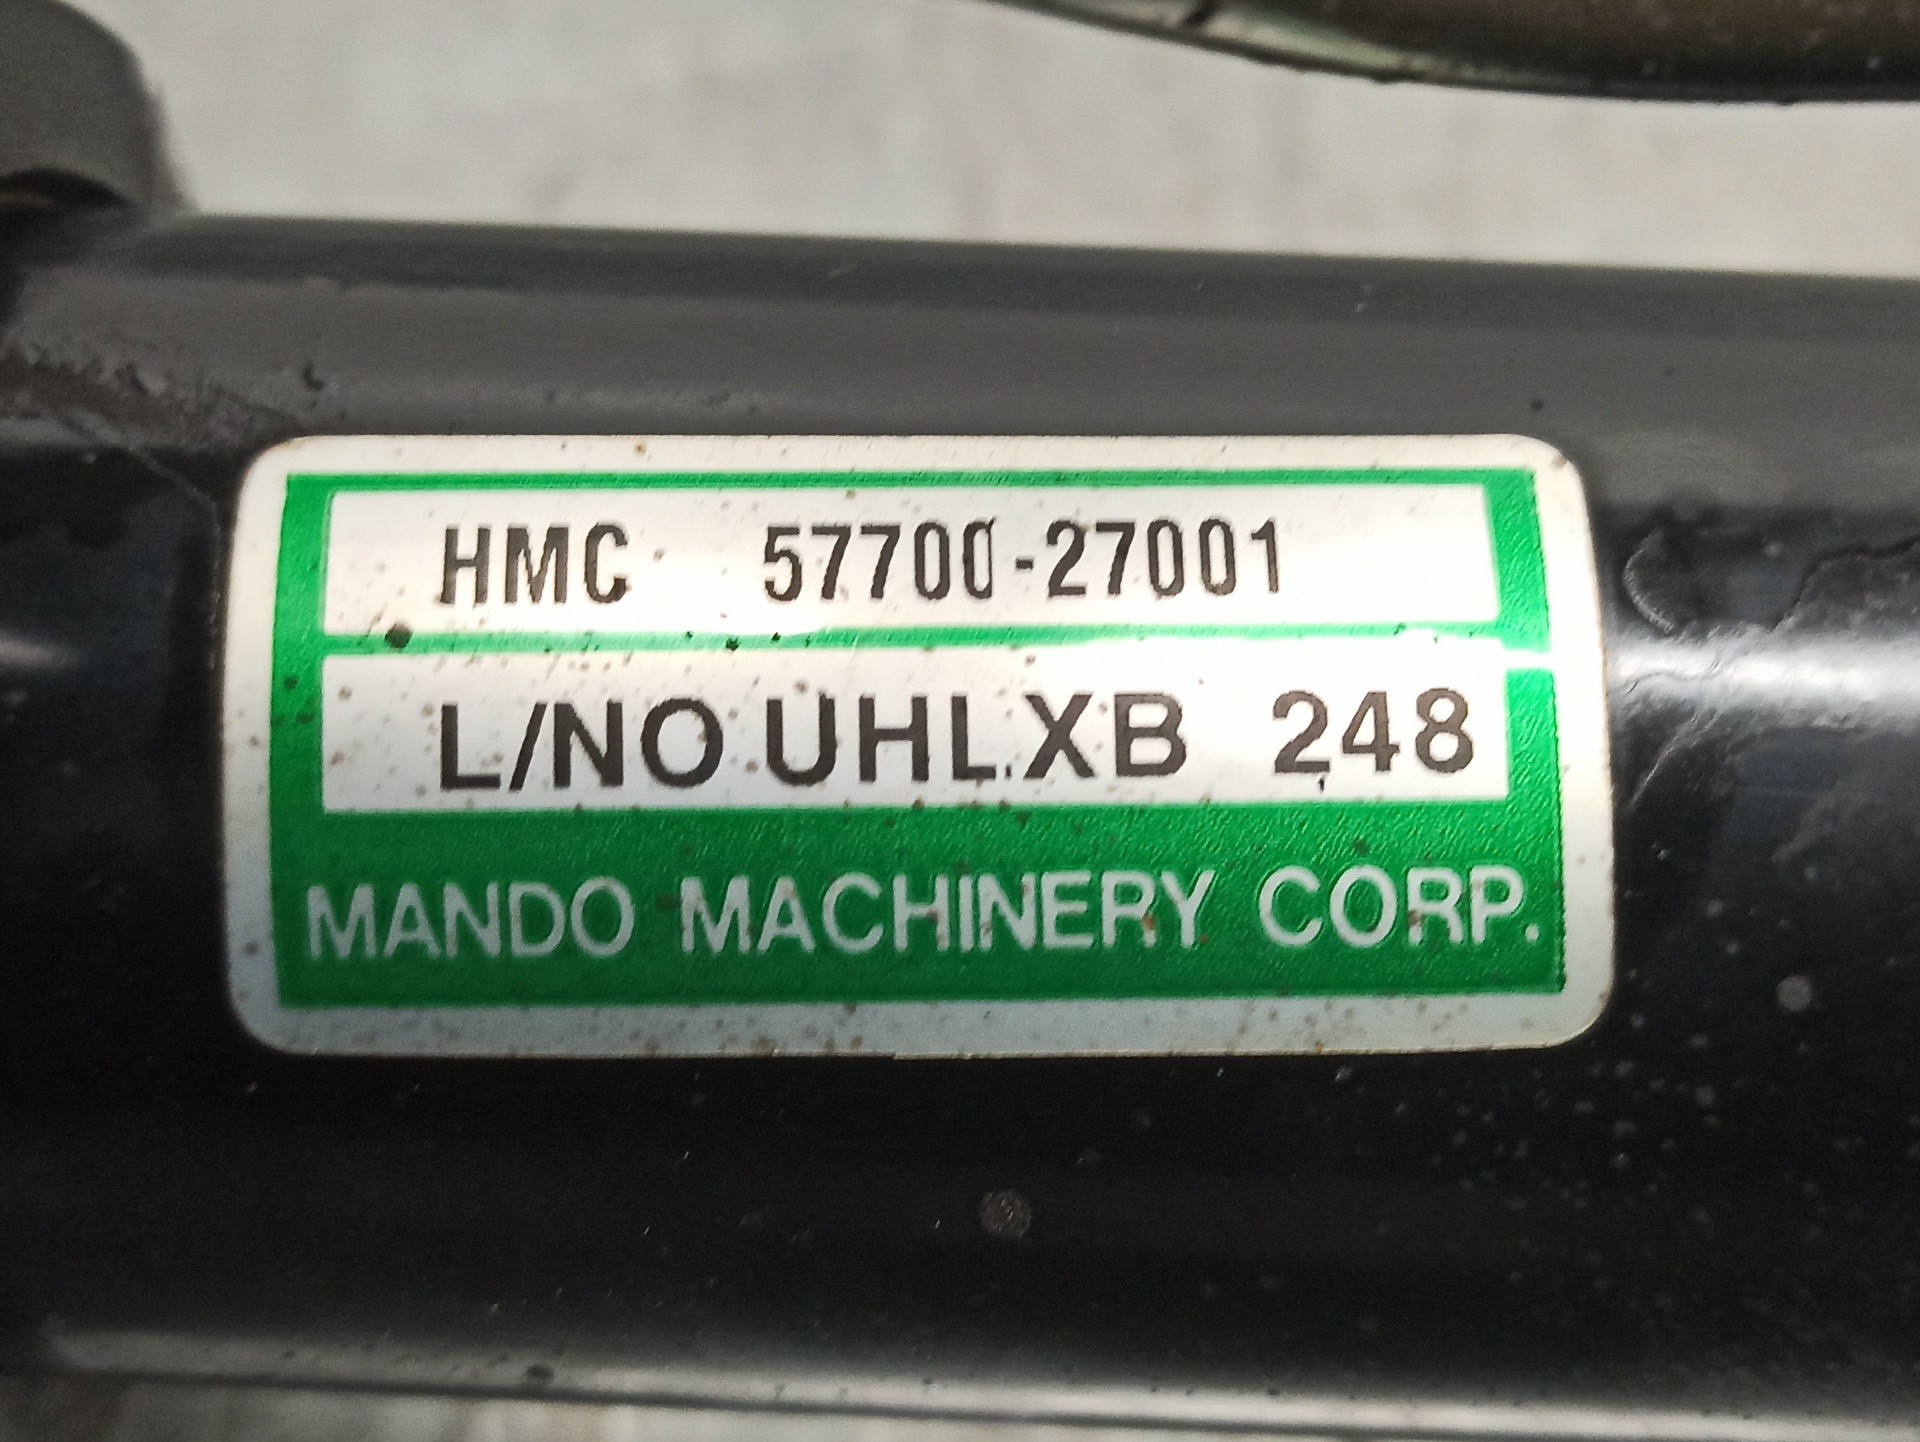 HMC 57700-27001
L/NO UHLXB 248
MANDO MACHINERY CORP.